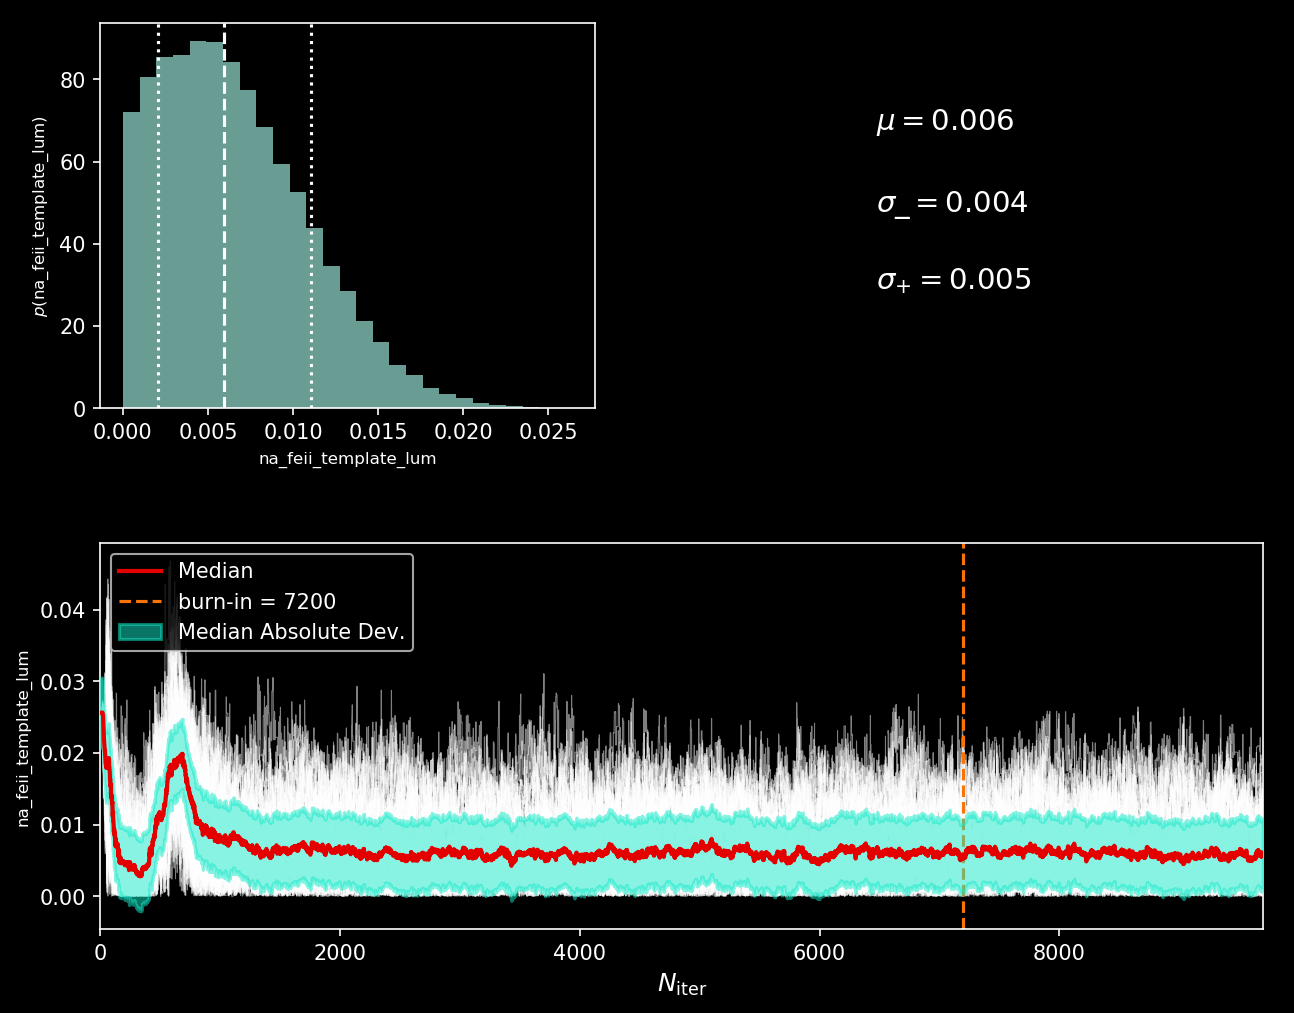 80
60
40
20
0
p(na_feii_template_lum)
0.000 0.005 0.010 0.015 0.020 0.025
na_feii_template_lum
μ = 0.006
σ_ = 0.004
σ+ = 0.005
Median
burn-in = 7200
Median Absolute Dev.
0.04
0.03
0.02
0.01
0.00
na_feii_template_lum
0 2000 4000 6000 8000
Niter